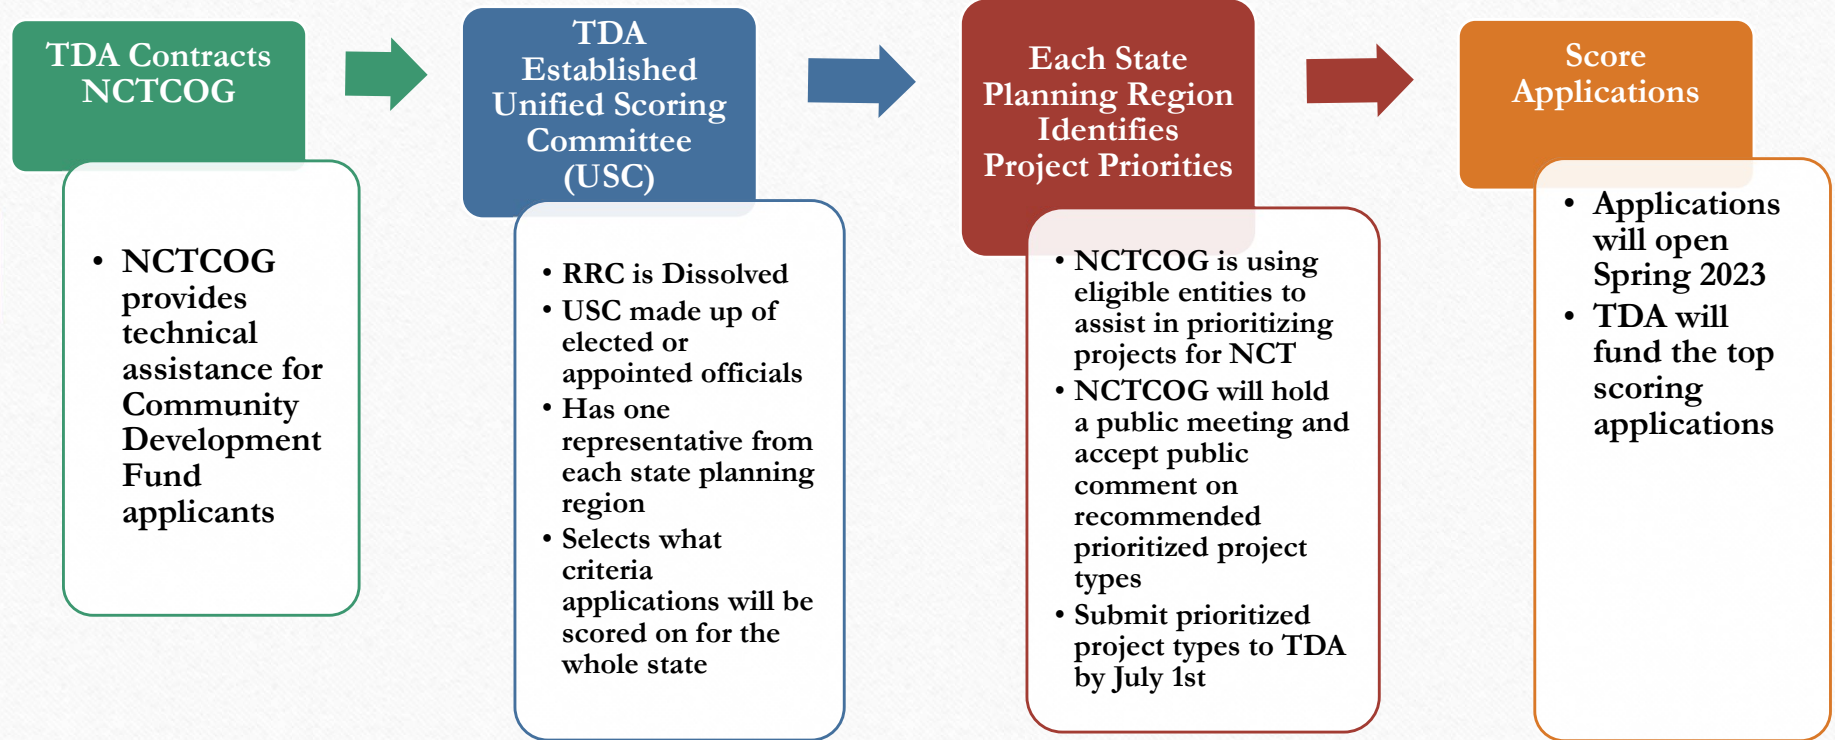 TDA Contracts
NCTCOG
• NCTCOG
provides
technical
assistance for
Community
Development
Fund
applicants
TDA
Established
Unified Scoring
Committee
(USC)
• RRC is Dissolved
• USC made up of
elected or
appointed officials
• Has one
representative from
each state planning
region
• Selects what
criteria
applications will be
scored on for the
whole state
Each State
Planning Region
Identifies
Project Priorities
• NCTCOG is using
eligible entities to
assist in prioritizing
projects for NCT
• NCTCOG will hold
a public meeting and
accept public
comment on
recommended
prioritized project
types
• Submit prioritized
project types to TDA
by July 1st
Score
Applications
• Applications
will open
Spring 2023
• TDA will
fund the top
scoring
applications